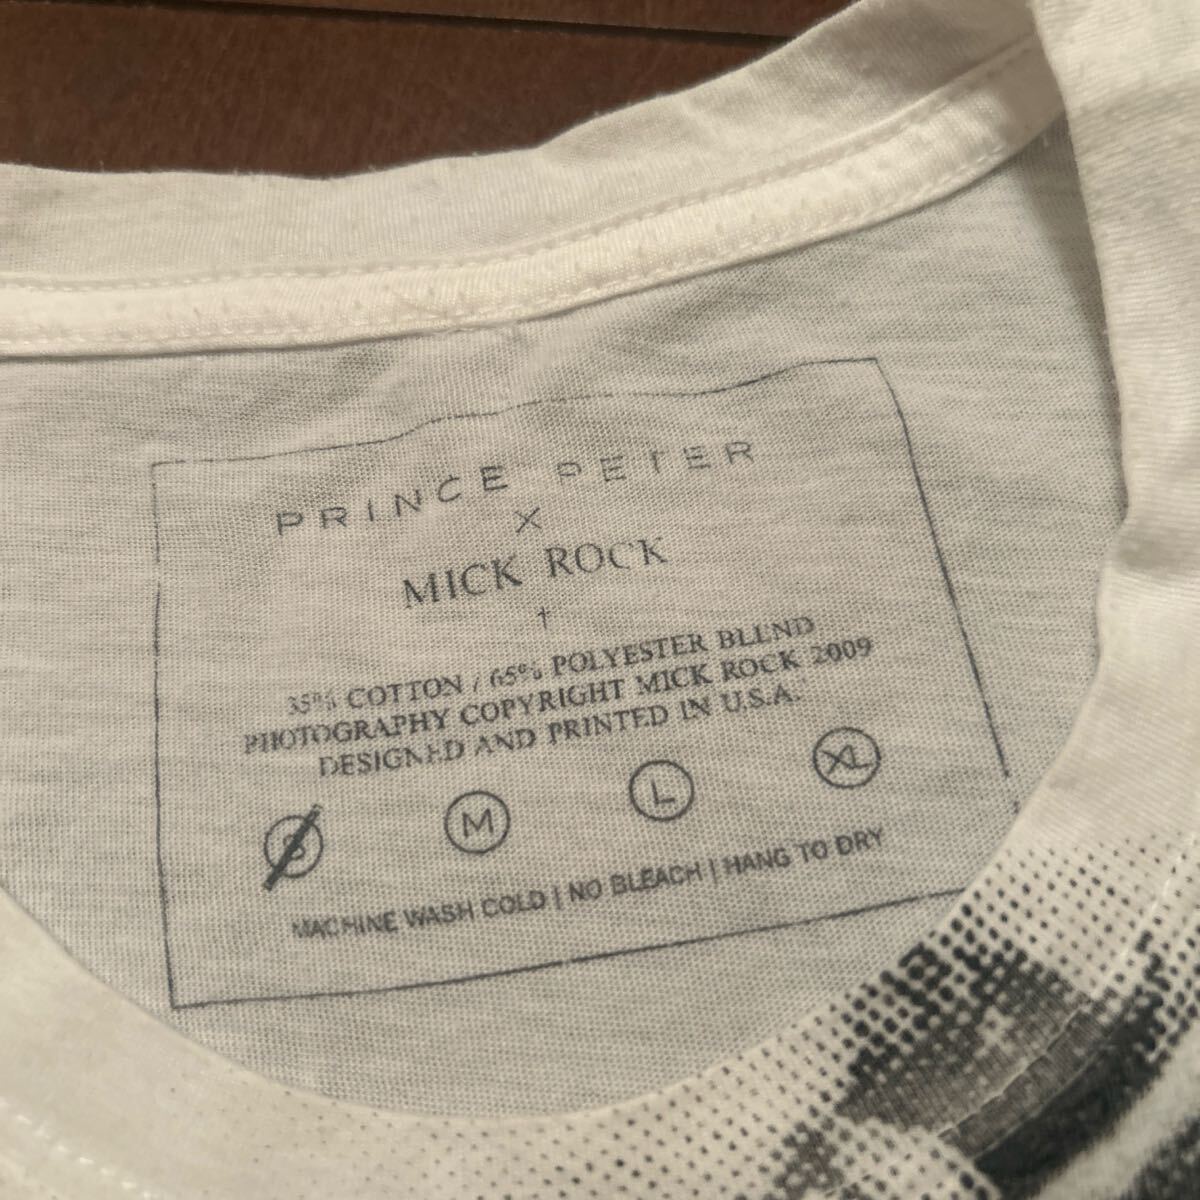 PRINCE PETER
X
MICK ROCK
†
35% COTTON / 65% POLYESTER BLEND
PHOTOGRAPHY COPYRIGHT MICK ROCK 2009
DESIGNED AND PRINTED IN U.S.A.
S M L XL
MACHINE WASH COLD | NO BLEACH | HANG TO DRY